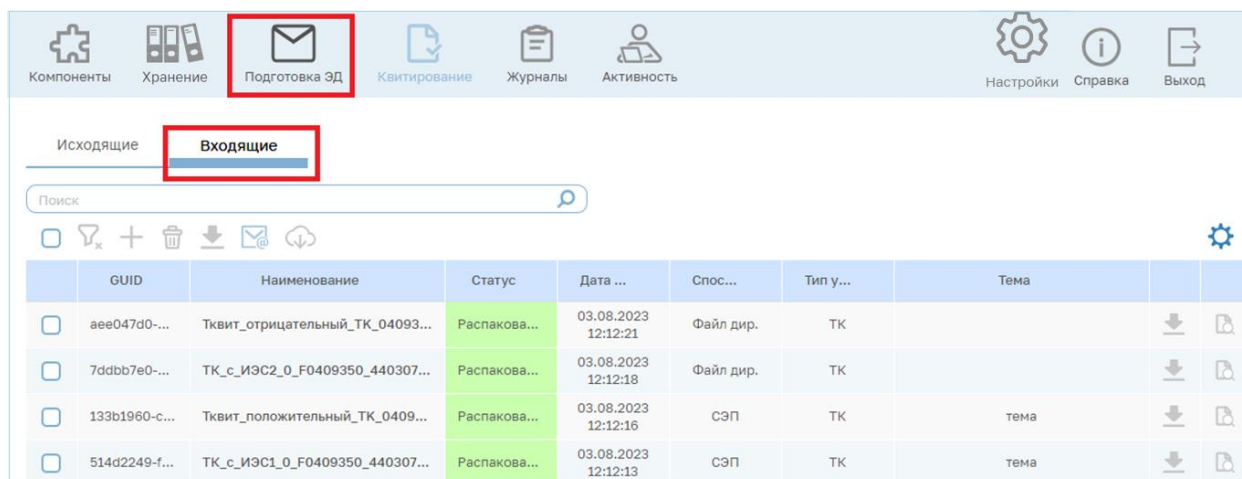 Компоненты Хранение Подготовка ЭД Квитирование Журналы Активность Настройки Справка Выход
Исходящие Входящие
Поиск
GUID Наименование Статус Дата ... Спос... Тип у... Тема
aee047d0-... Тквит_отрицательный_ТК_04093... Распакова... 03.08.2023 12:12:21 Файл дир. ТК
7ddbb7e0-... ТК_с_ИЭС2_0_F0409350_440307... Распакова... 03.08.2023 12:12:18 Файл дир. ТК
133b1960-c... Тквит_положительный_ТК_0409... Распакова... 03.08.2023 12:12:16 СЭП ТК тема
514d2249-f... ТК_с_ИЭС1_0_F0409350_440307... Распакова... 03.08.2023 12:12:13 СЭП ТК тема